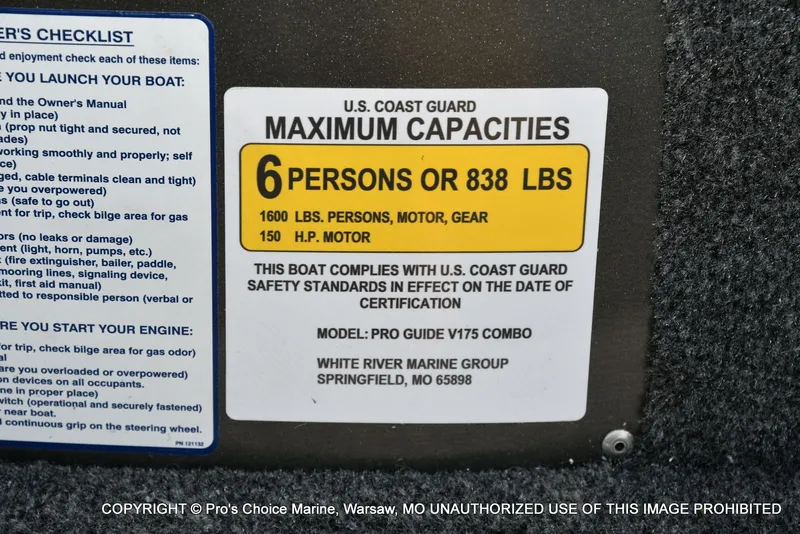 ER'S CHECKLIST
d enjoyment check each of these items:
E YOU LAUNCH YOUR BOAT:
nd the Owner's Manual
y in place)
(prop nut tight and secured, not
ades)
working smoothly and properly; self
ce)
ged, cable terminals clean and tight)
e you overpowered)
s (safe to go out)
ent for trip, check bilge area for gas
ors (no leaks or damage)
ent (light, horn, pumps, etc.)
t (fire extinguisher, bailer, paddle,
mooring lines, signaling device,
kit, first aid manual)
tted to responsible person (verbal or
RE YOU START YOUR ENGINE:
for trip, check bilge area for gas odor)
al
are you overloaded or overpowered)
on devices on all occupants.
ne in proper place)
witch (operational and securely fastened)
r near boat.
d continuous grip on the steering wheel.
PN 121132
U.S. COAST GUARD
MAXIMUM CAPACITIES
6 PERSONS OR 838 LBS
1600 LBS. PERSONS, MOTOR, GEAR
150 H.P. MOTOR
THIS BOAT COMPLIES WITH U.S. COAST GUARD
SAFETY STANDARDS IN EFFECT ON THE DATE OF
CERTIFICATION
MODEL: PRO GUIDE V175 COMBO
WHITE RIVER MARINE GROUP
SPRINGFIELD, MO 65898
COPYRIGHT © Pro's Choice Marine, Warsaw, MO UNAUTHORIZED USE OF THIS IMAGE PROHIBITED